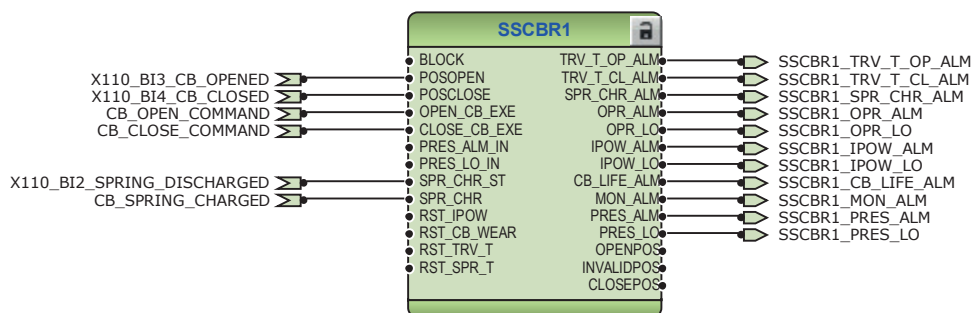 SSCBR1
BLOCK TRV_T_OP_ALM SSCBR1_TRV_T_OP_ALM
X110_BI3_CB_OPENED POSOPEN TRV_T_CL_ALM SSCBR1_TRV_T_CL_ALM
X110_BI4_CB_CLOSED POSCLOSE SPR_CHR_ALM SSCBR1_SPR_CHR_ALM
CB_OPEN_COMMAND OPEN_CB_EXE OPR_ALM SSCBR1_OPR_ALM
CB_CLOSE_COMMAND CLOSE_CB_EXE OPR_LO SSCBR1_OPR_LO
PRES_ALM_IN IPOW_ALM SSCBR1_IPOW_ALM
PRES_LO_IN IPOW_LO SSCBR1_IPOW_LO
X110_BI2_SPRING_DISCHARGED SPR_CHR_ST CB_LIFE_ALM SSCBR1_CB_LIFE_ALM
CB_SPRING_CHARGED SPR_CHR MON_ALM SSCBR1_MON_ALM
RST_IPOW PRES_ALM SSCBR1_PRES_ALM
RST_CB_WEAR PRES_LO SSCBR1_PRES_LO
RST_TRV_T OPENPOS
RST_SPR_T INVALIDPOS
CLOSEPOS